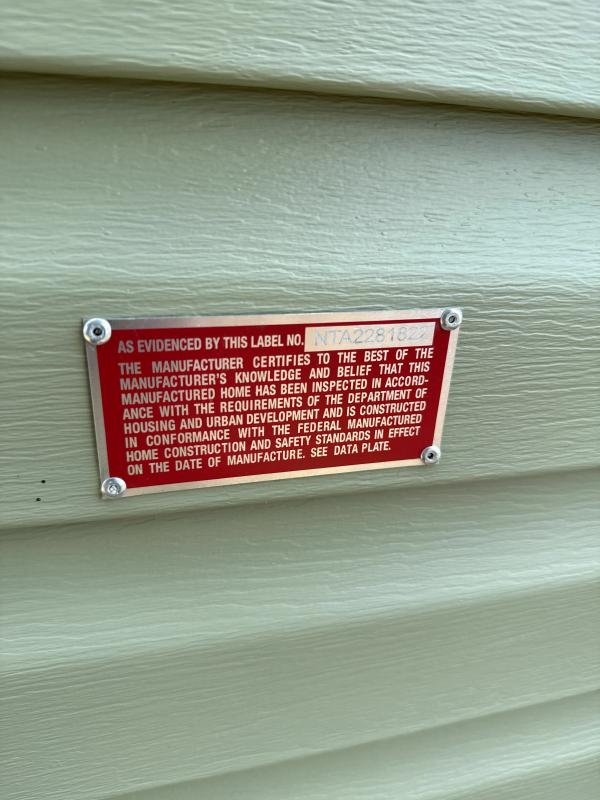 AS EVIDENCED BY THIS LABEL NO. NTA2281822
THE MANUFACTURER CERTIFIES TO THE BEST OF THE
MANUFACTURER'S KNOWLEDGE AND BELIEF THAT THIS
MANUFACTURED HOME HAS BEEN INSPECTED IN ACCORD-
ANCE WITH THE REQUIREMENTS OF THE DEPARTMENT OF
HOUSING AND URBAN DEVELOPMENT AND IS CONSTRUCTED
IN CONFORMANCE WITH THE FEDERAL MANUFACTURED
HOME CONSTRUCTION AND SAFETY STANDARDS IN EFFECT
ON THE DATE OF MANUFACTURE. SEE DATA PLATE.